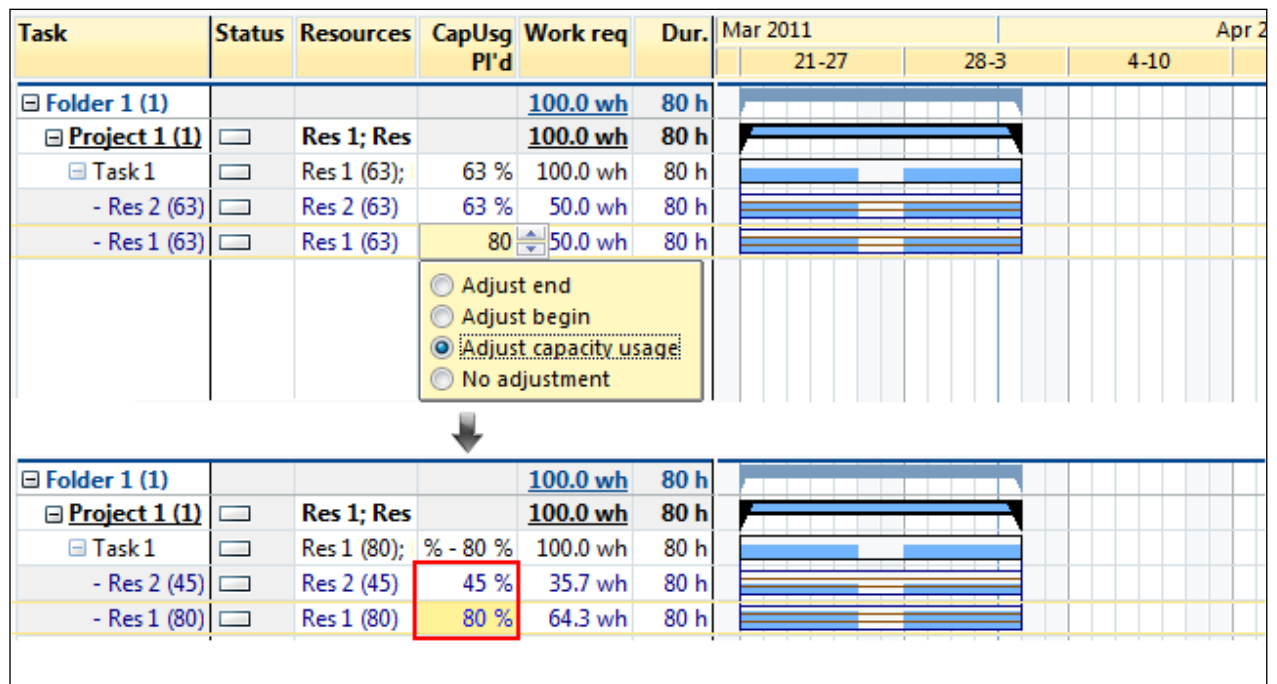 Task Status Resources CapUsg Work req Dur. Mar 2011 Apr 2
Pl'd 21-27 28-3 4-10
Folder 1 (1) 100.0 wh 80 h
Project 1 (1) Res 1; Res 100.0 wh 80 h
Task 1 Res 1 (63); 63 % 100.0 wh 80 h
- Res 2 (63) Res 2 (63) 63 % 50.0 wh 80 h
- Res 1 (63) Res 1 (63) 80 50.0 wh 80 h
Adjust end
Adjust begin
Adjust capacity usage
No adjustment
Folder 1 (1) 100.0 wh 80 h
Project 1 (1) Res 1; Res 100.0 wh 80 h
Task 1 Res 1 (80); % - 80 % 100.0 wh 80 h
- Res 2 (45) Res 2 (45) 45 % 35.7 wh 80 h
- Res 1 (80) Res 1 (80) 80 % 64.3 wh 80 h